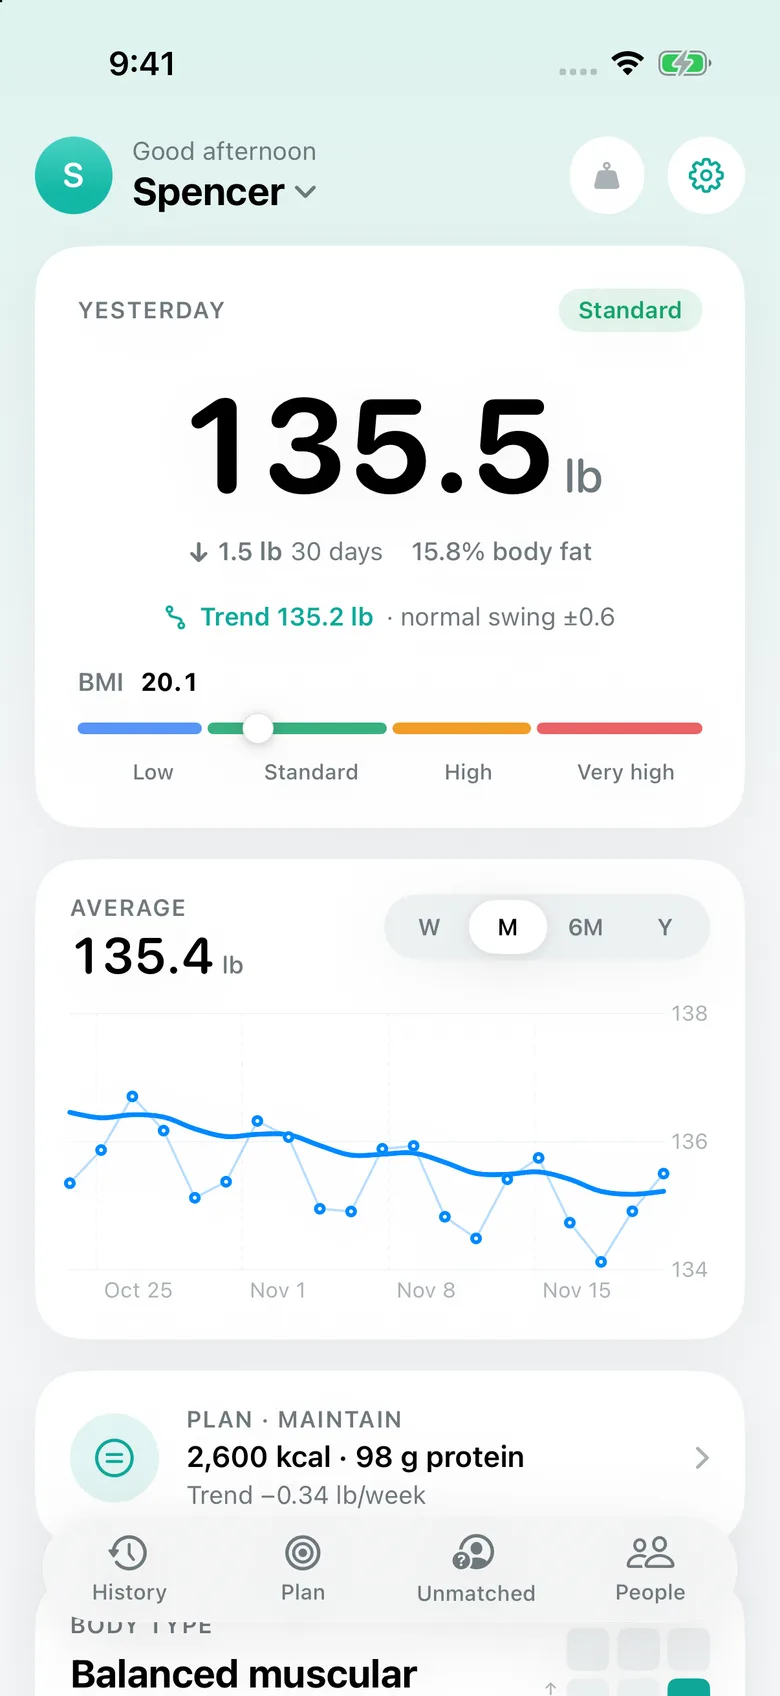 9:41
S
Good afternoon
Spencer
YESTERDAY
Standard
135.5 lb
↓ 1.5 lb 30 days 15.8% body fat
Trend 135.2 lb · normal swing ±0.6
BMI 20.1
Low Standard High Very high
AVERAGE
135.4 lb
W M 6M Y
138
136
134
Oct 25 Nov 1 Nov 8 Nov 15
PLAN · MAINTAIN
2,600 kcal · 98 g protein
Trend −0.34 lb/week
History Plan Unmatched People
BODY TYPE
Balanced muscular